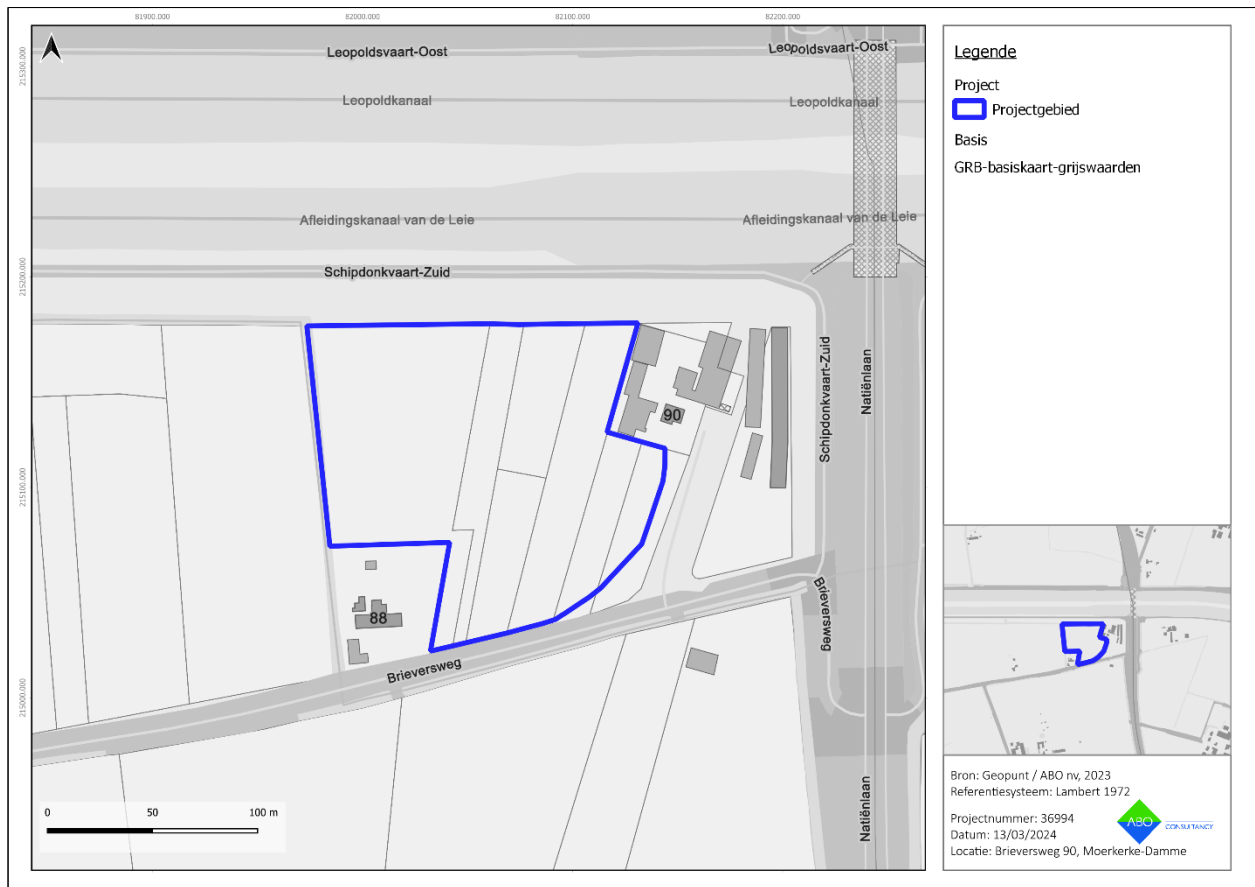 81900.000
82000.000
82100.000
82200.000
215300.000
215200.000
215100.000
215000.000
Leopoldsvaart-Oost
Leopoldsvaart-Oost
Leopoldkanaal
Leopoldkanaal
Afleidingskanaal van de Leie
Afleidingskanaal van de Leie
Schipdonkvaart-Zuid
Schipdonkvaart-Zuid
Natiënlaan
90
88
Brieversweg
Brieversweg
Natiënlaan
0 50 100 m
Legende
Project
Projectgebied
Basis
GRB-basiskaart-grijswaarden
Bron: Geopunt / ABO nv, 2023
Referentiesysteem: Lambert 1972
Projectnummer: 36994
Datum: 13/03/2024
Locatie: Brieversweg 90, Moerkerke-Damme
ABO
CONSULTANCY